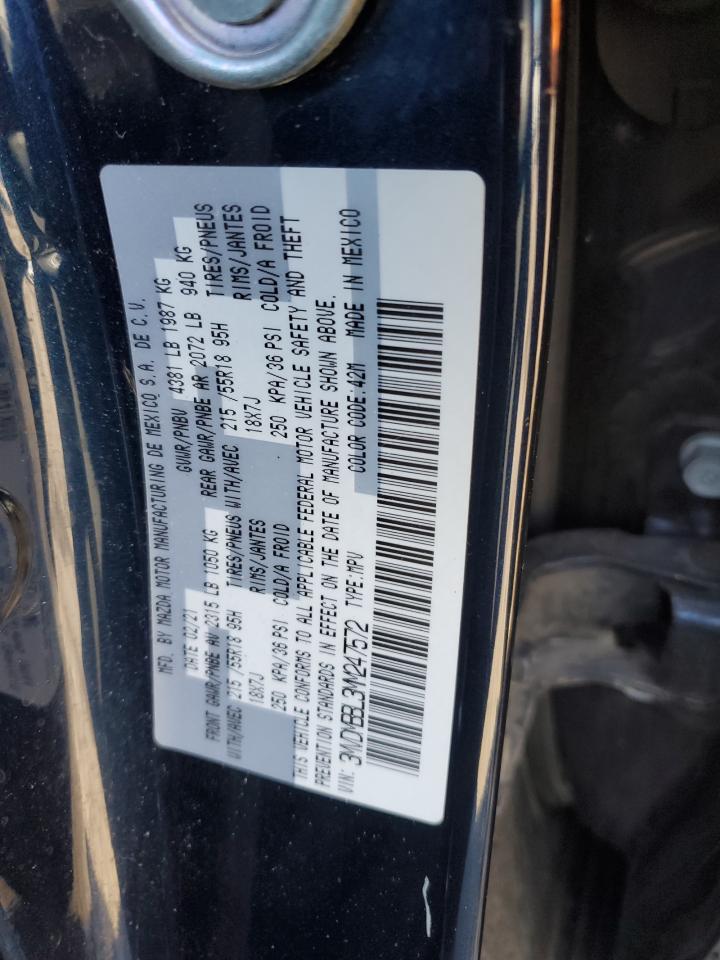 MFD. BY MAZDA MOTOR MANUFACTURING DE MEXICO S.A. DE C.V.
DATE 02/21 GVWR/PNBV 4381 LB 1987 KG
FRONT GAWR/PNBE AV 2315 LB 1050 KG REAR GAWR/PNBE AR 2072 LB 940 KG
WITH/AVEC 215 /55R18 95H TIRES/PNEUS WITH/AVEC 215 /55R18 95H TIRES/PNEUS
18X7J RIMS/JANTES 18X7J RIMS/JANTES
250 KPA/36 PSI COLD/A FROID 250 KPA/36 PSI COLD/A FROID
THIS VEHICLE CONFORMS TO ALL APPLICABLE FEDERAL MOTOR VEHICLE SAFETY AND THEFT
PREVENTION STANDARDS IN EFFECT ON THE DATE OF MANUFACTURE SHOWN ABOVE.
VIN: 3MVDMBBL3MM247572 TYPE:MPV COLOR CODE:42M MADE IN MEXICO